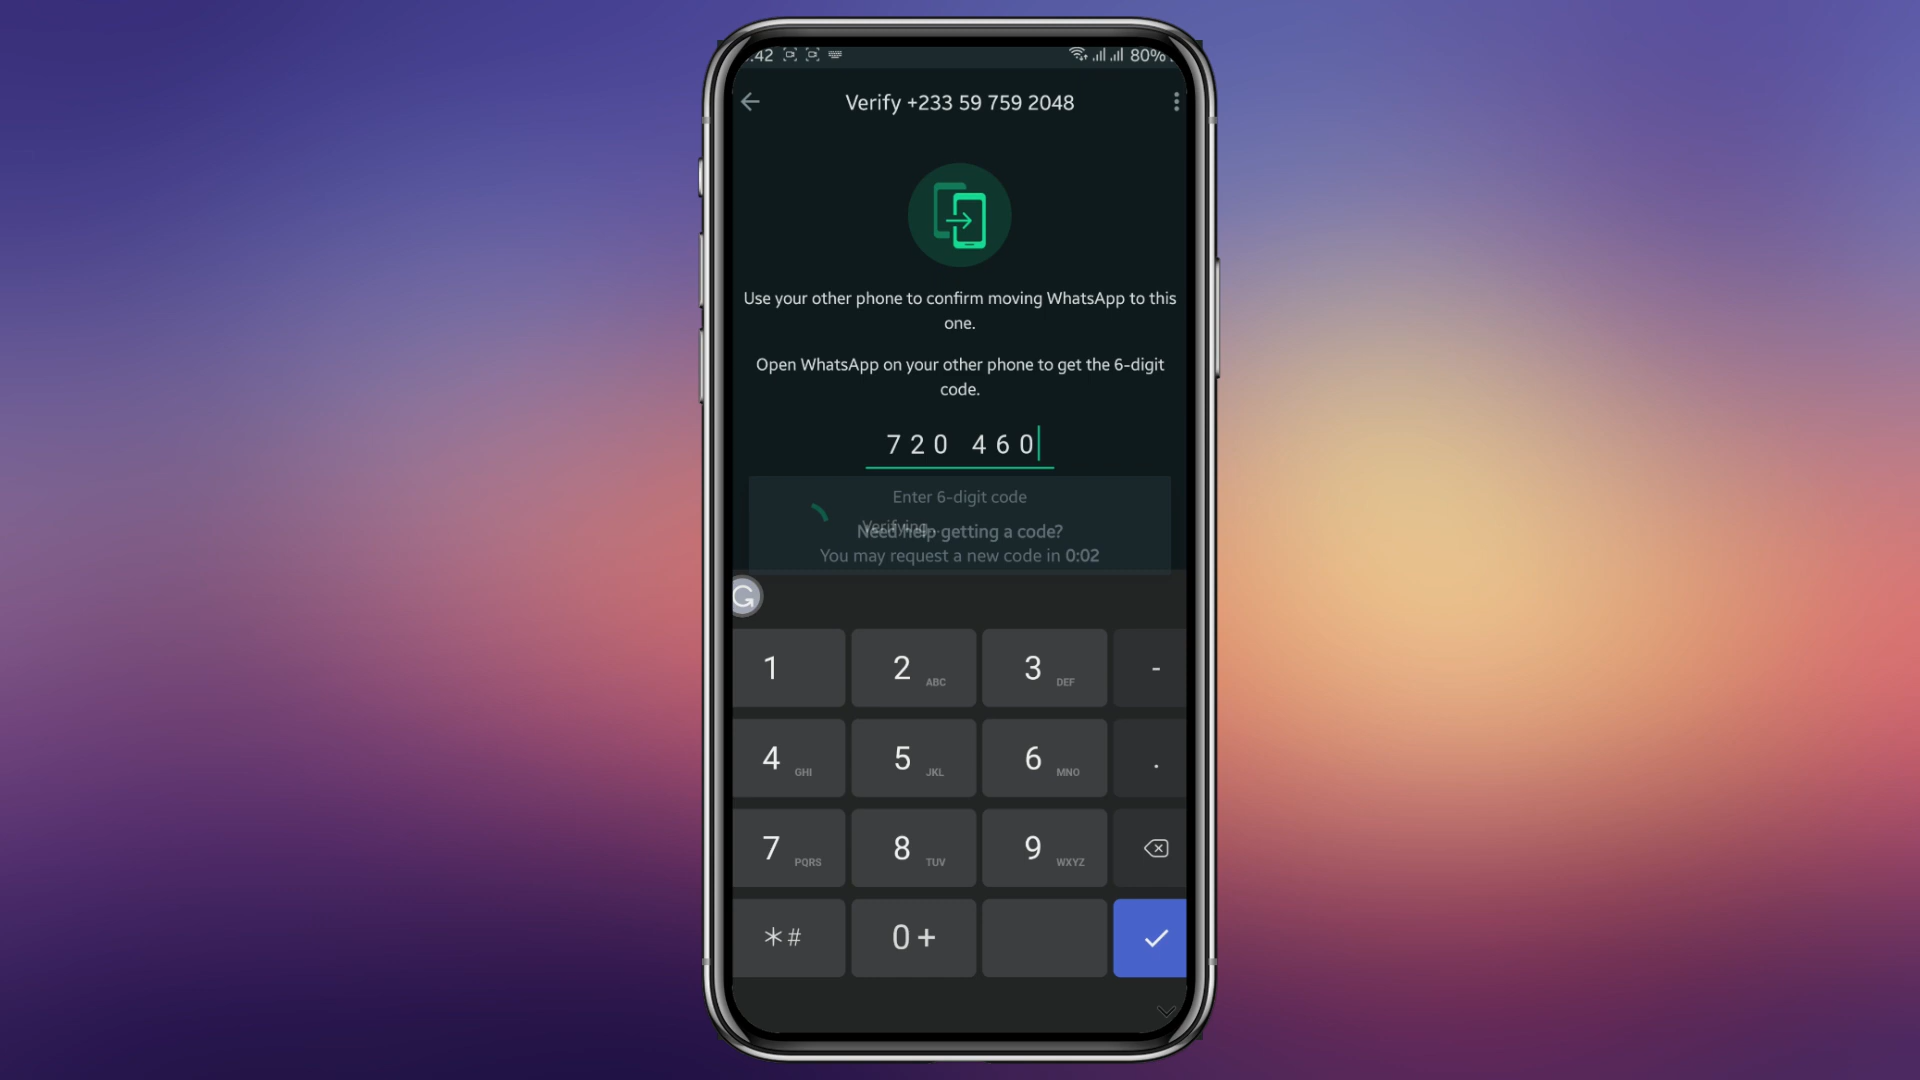 :42 80%
Verify +233 59 759 2048
Use your other phone to confirm moving WhatsApp to this
one.
Open WhatsApp on your other phone to get the 6-digit
code.
720 460
Enter 6-digit code
Verifying...
Need help getting a code?
You may request a new code in 0:02
G
1 2 ABC 3 DEF -
4 GHI 5 JKL 6 MNO .
7 PQRS 8 TUV 9 WXYZ
*# 0 +